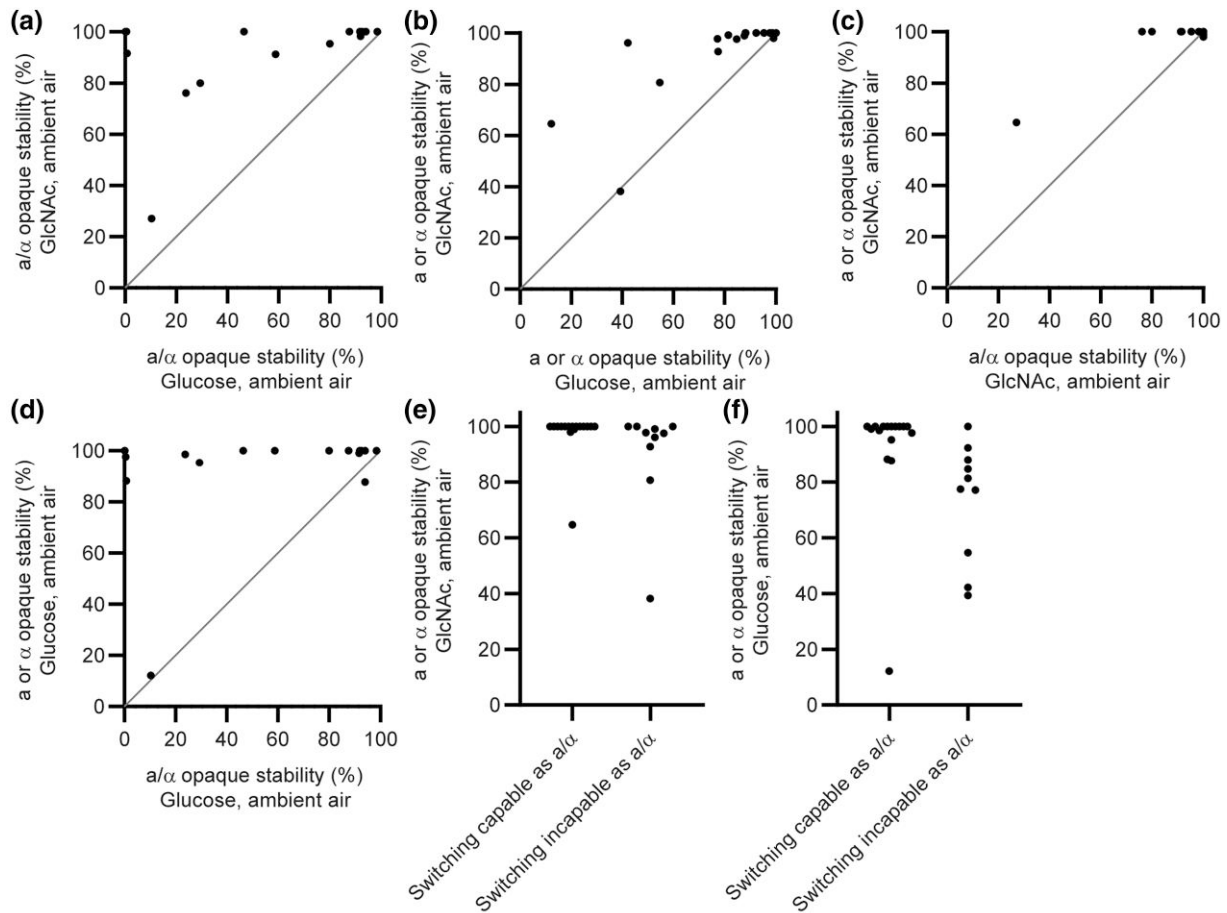 (a)
a/α opaque stability (%)
GlcNAc, ambient air
100
80
60
40
20
0
0 20 40 60 80 100
a/α opaque stability (%)
Glucose, ambient air
(b)
a or α opaque stability (%)
GlcNAc, ambient air
100
80
60
40
20
0
0 20 40 60 80 100
a or α opaque stability (%)
Glucose, ambient air
(c)
a or α opaque stability (%)
GlcNAc, ambient air
100
80
60
40
20
0
0 20 40 60 80 100
a/α opaque stability (%)
GlcNAc, ambient air
(d)
a or α opaque stability (%)
Glucose, ambient air
100
80
60
40
20
0
0 20 40 60 80 100
a/α opaque stability (%)
Glucose, ambient air
(e)
a or α opaque stability (%)
GlcNAc, ambient air
100
80
60
40
20
0
Switching capable as a/α
Switching incapable as a/α
(f)
a or α opaque stability (%)
Glucose, ambient air
100
80
60
40
20
0
Switching capable as a/α
Switching incapable as a/α